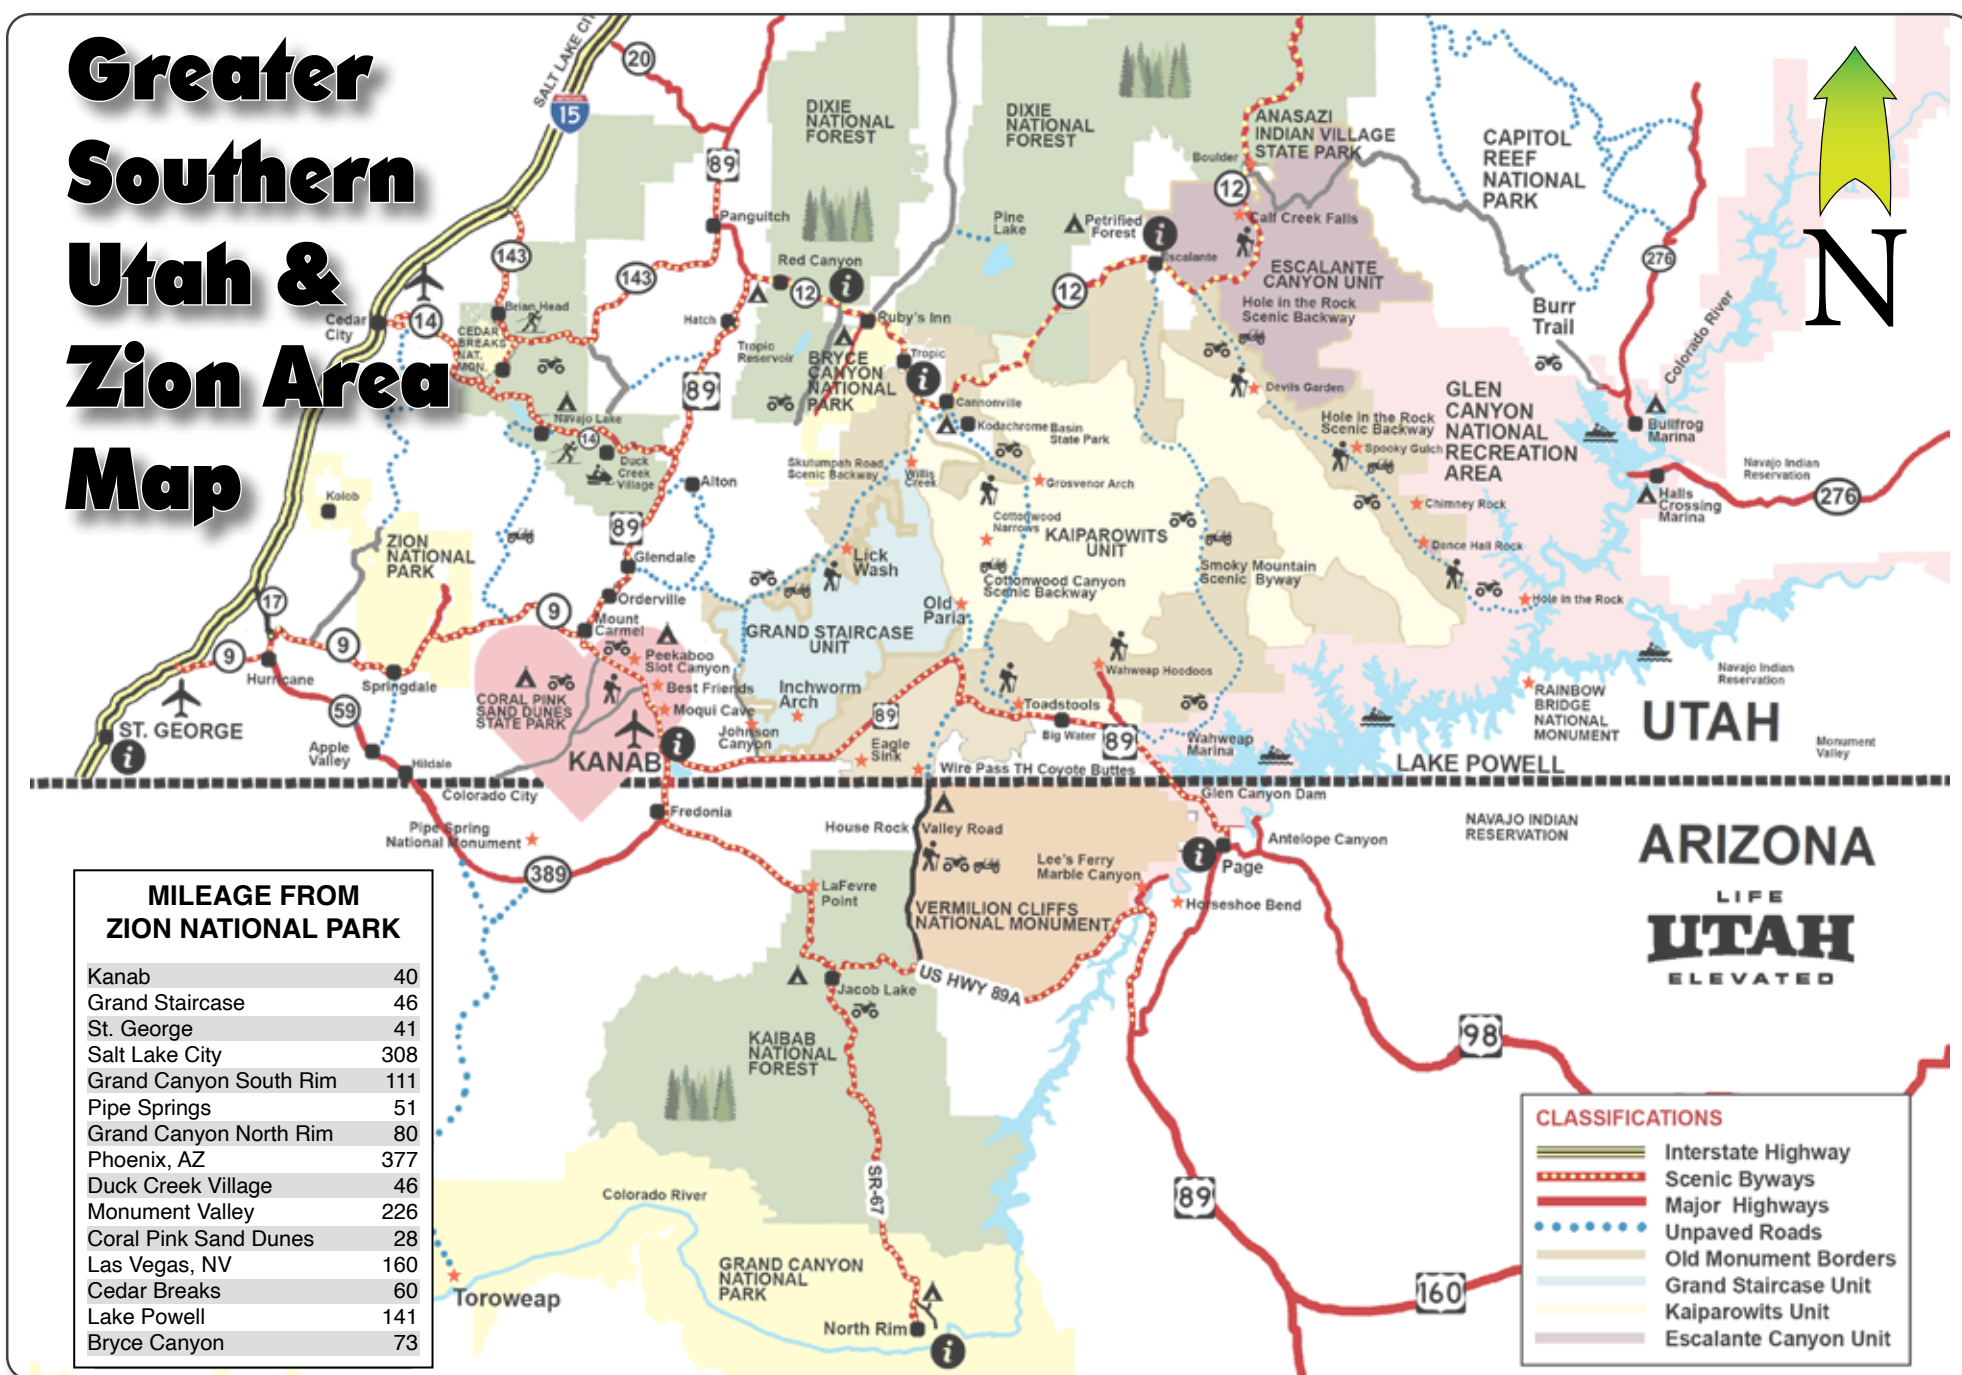 Greater
Southern
Utah &
Zion Area
Map
SALT LAKE CITY
INTERSTATE
15
20
89
DIXIE
NATIONAL
FOREST
DIXIE
NATIONAL
FOREST
ANASAZI
INDIAN VILLAGE
STATE PARK
Boulder
12
CAPITOL
REEF
NATIONAL
PARK
N
Panguitch
143
143
Red Canyon
12
i
Pine
Lake
Petrified
Forest
i
Escalante
Calf Creek Falls
12
ESCALANTE
CANYON UNIT
Hole in the Rock
Scenic Backway
276
Burr
Trail
Colorado River
Cedar
City
14
Brian Head
CEDAR
BREAKS
NAT.
MON.
Hatch
Ruby's Inn
Tropic
Reservoir
BRYCE
CANYON
NATIONAL
PARK
Tropic
i
89
Cannonville
Kodachrome Basin
State Park
Devils Garden
Hole in the Rock
Scenic Backway
Spooky Gulch
GLEN
CANYON
NATIONAL
RECREATION
AREA
Bullfrog
Marina
Navajo Indian
Reservation
276
Halls
Crossing
Marina
Navajo Lake
14
Duck
Creek
Village
Alton
Skutumpah Road
Scenic Backway
Willis
Creek
Grosvenor Arch
Cottonwood
Narrows
KAIPAROWITS
UNIT
Chimney Rock
Dance Hall Rock
Kolob
ZION
NATIONAL
PARK
89
Glendale
Lick
Wash
Cottonwood Canyon
Scenic Backway
Smoky Mountain
Scenic Byway
Hole in the Rock
17
9
9
9
Orderville
Mount
Carmel
Old
Paria
GRAND STAIRCASE
UNIT
Hurricane
Springdale
Peekaboo
Slot Canyon
Best Friends
Moqui Cave
CORAL PINK
SAND DUNES
STATE PARK
Inchworm
Arch
Johnson
Canyon
Wahweap Hoodoos
Navajo Indian
Reservation
RAINBOW
BRIDGE
NATIONAL
MONUMENT
UTAH
Monument
Valley
59
ST. GEORGE
i
Apple
Valley
Hildale
KANAB
i
89
Eagle
Sink
Toadstools
Big Water
89
Wahweap
Marina
Wire Pass TH Coyote Buttes
LAKE POWELL
Colorado City
Fredonia
Glen Canyon Dam
Pipe Spring
National Monument
389
House Rock Valley Road
Lee's Ferry
Marble Canyon
i
Page
Antelope Canyon
NAVAJO INDIAN
RESERVATION
ARIZONA
LIFE
UTAH
ELEVATED
LaFevre
Point
VERMILION CLIFFS
NATIONAL MONUMENT
Horseshoe Bend
Jacob Lake
US HWY 89A
98
KAIBAB
NATIONAL
FOREST
SR-67
89
160
Colorado River
GRAND CANYON
NATIONAL
PARK
Toroweap
North Rim
i
MILEAGE FROM
ZION NATIONAL PARK
Kanab 40
Grand Staircase 46
St. George 41
Salt Lake City 308
Grand Canyon South Rim 111
Pipe Springs 51
Grand Canyon North Rim 80
Phoenix, AZ 377
Duck Creek Village 46
Monument Valley 226
Coral Pink Sand Dunes 28
Las Vegas, NV 160
Cedar Breaks 60
Lake Powell 141
Bryce Canyon 73
CLASSIFICATIONS
Interstate Highway
Scenic Byways
Major Highways
Unpaved Roads
Old Monument Borders
Grand Staircase Unit
Kaiparowits Unit
Escalante Canyon Unit